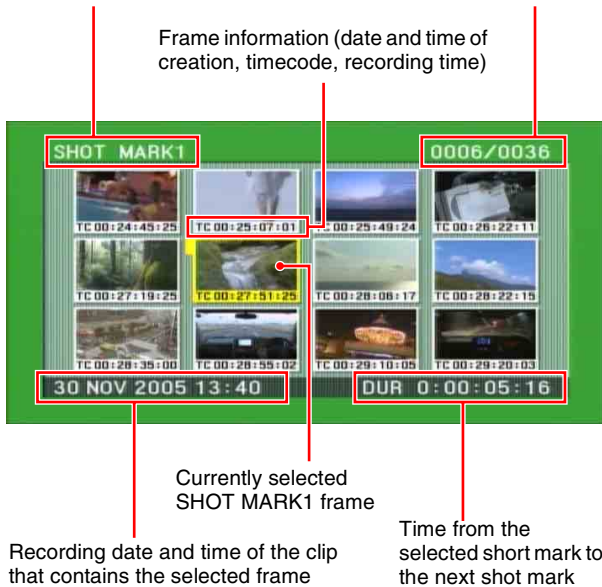 Frame information (date and time of
creation, timecode, recording time)
SHOT MARK1
0006/0036
TC 00:24:45:25
TC 00:25:07:01
TC 00:25:49:24
TC 00:26:22:11
TC 00:27:19:25
TC 00:27:51:25
TC 00:28:06:17
TC 00:28:22:15
TC 00:28:35:00
TC 00:28:55:02
TC 00:29:10:05
TC 00:29:20:03
30 NOV 2005 13:40
DUR 0:00:05:16
Currently selected
SHOT MARK1 frame
Recording date and time of the clip
that contains the selected frame
Time from the
selected short mark to
the next shot mark